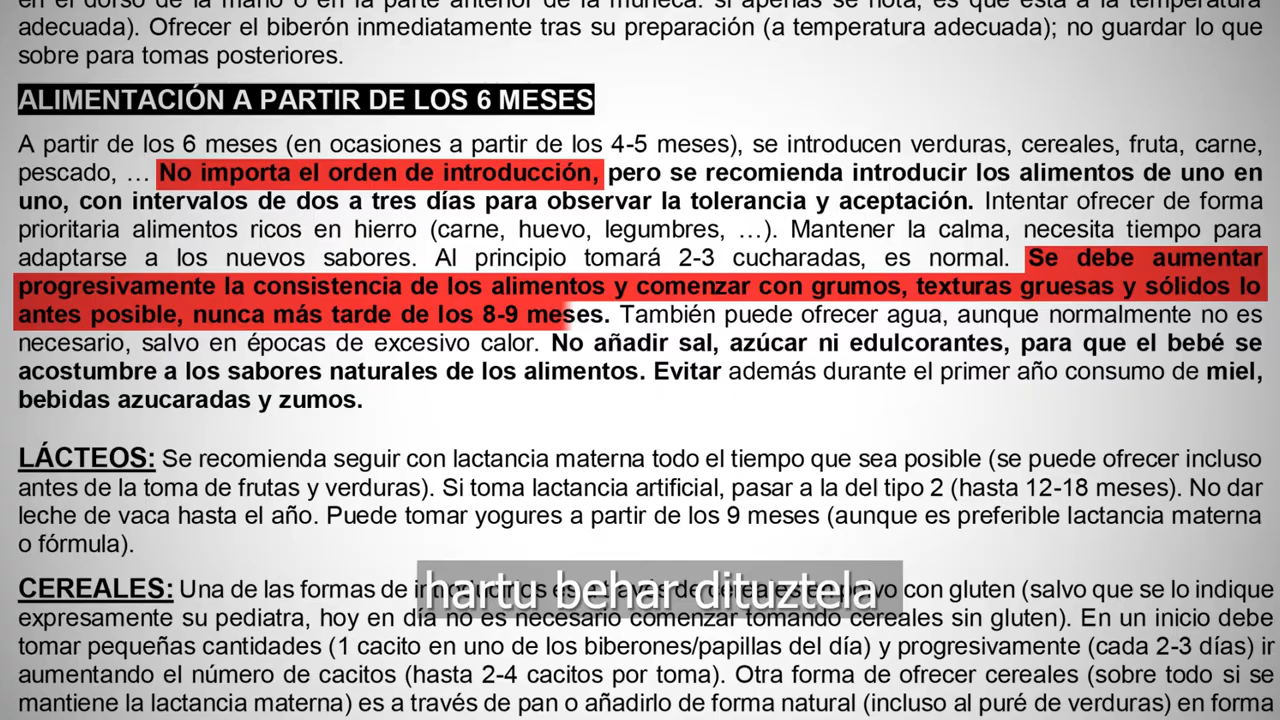 en el dorso de la mano o en la parte anterior de la muñeca: si apenas se nota, es que está a la temperatura
adecuada). Ofrecer el biberón inmediatamente tras su preparación (a temperatura adecuada); no guardar lo que
sobre para tomas posteriores.
ALIMENTACIÓN A PARTIR DE LOS 6 MESES
A partir de los 6 meses (en ocasiones a partir de los 4-5 meses), se introducen verduras, cereales, fruta, carne,
pescado, … No importa el orden de introducción, pero se recomienda introducir los alimentos de uno en
uno, con intervalos de dos a tres días para observar la tolerancia y aceptación. Intentar ofrecer de forma
prioritaria alimentos ricos en hierro (carne, huevo, legumbres, …). Mantener la calma, necesita tiempo para
adaptarse a los nuevos sabores. Al principio tomará 2-3 cucharadas, es normal. Se debe aumentar
progresivamente la consistencia de los alimentos y comenzar con grumos, texturas gruesas y sólidos lo
antes posible, nunca más tarde de los 8-9 meses. También puede ofrecer agua, aunque normalmente no es
necesario, salvo en épocas de excesivo calor. No añadir sal, azúcar ni edulcorantes, para que el bebé se
acostumbre a los sabores naturales de los alimentos. Evitar además durante el primer año consumo de miel,
bebidas azucaradas y zumos.
LÁCTEOS: Se recomienda seguir con lactancia materna todo el tiempo que sea posible (se puede ofrecer incluso
antes de la toma de frutas y verduras). Si toma lactancia artificial, pasar a la del tipo 2 (hasta 12-18 meses). No dar
leche de vaca hasta el año. Puede tomar yogures a partir de los 9 meses (aunque es preferible lactancia materna
o fórmula).
CEREALES: Una de las formas de con gluten (salvo que se lo indique
hartu behar dituztela
expresamente su pediatra, hoy en día no es necesario comenzar tomando cereales sin gluten). En un inicio debe
tomar pequeñas cantidades (1 cacito en uno de los biberones/papillas del día) y progresivamente (cada 2-3 días) ir
aumentando el número de cacitos (hasta 2-4 cacitos por toma). Otra forma de ofrecer cereales (sobre todo si se
mantiene la lactancia materna) es a través de pan o añadirlo de forma natural (incluso al puré de verduras) en forma